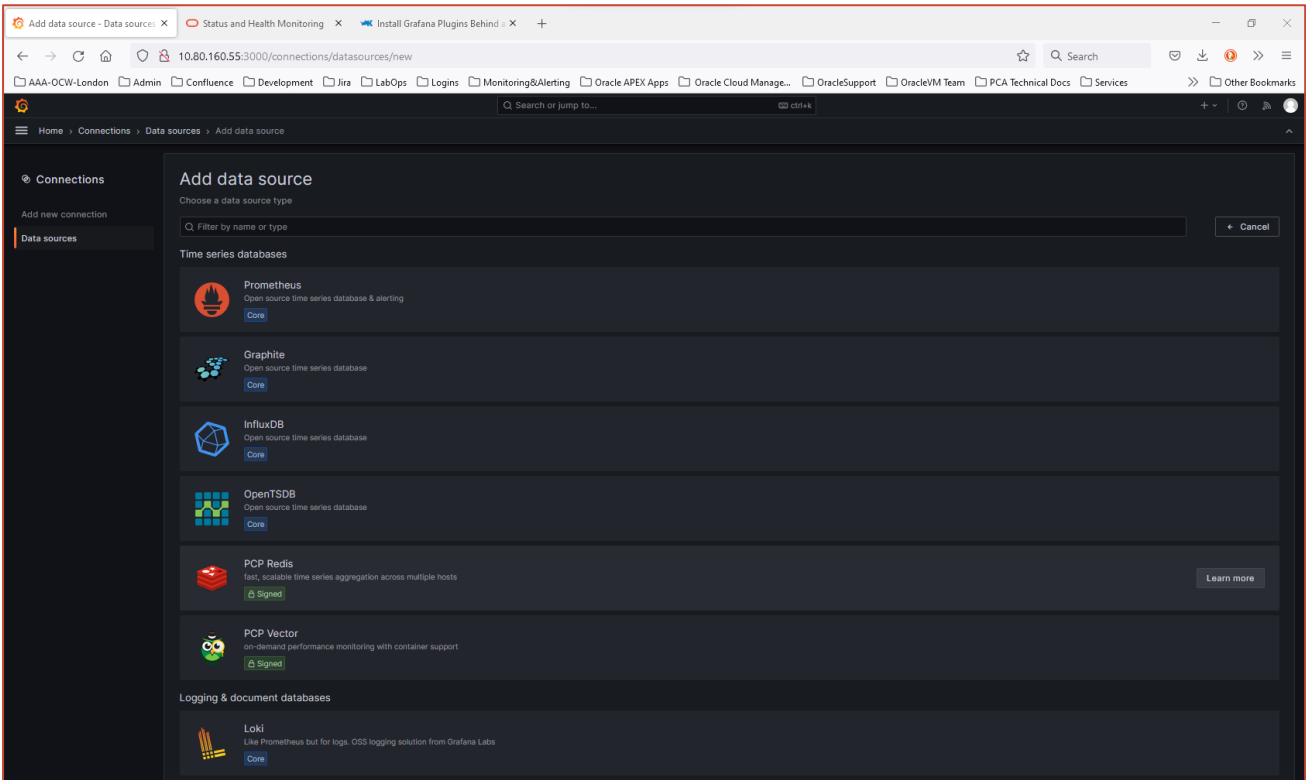 Add data source - Data sources
Status and Health Monitoring
Install Grafana Plugins Behind a
10.80.160.55:3000/connections/datasources/new
Search
AAA-OCW-London Admin Confluence Development Jira LabOps Logins Monitoring&Alerting Oracle APEX Apps Oracle Cloud Manage... OracleSupport OracleVM Team PCA Technical Docs Services Other Bookmarks
Search or jump to... ctrl+k
Home › Connections › Data sources › Add data source
Connections
Add new connection
Data sources
Add data source
Choose a data source type
Filter by name or type
Cancel
Time series databases
Prometheus
Open source time series database & alerting
Core
Graphite
Open source time series database
Core
InfluxDB
Open source time series database
Core
OpenTSDB
Open source time series database
Core
PCP Redis
fast, scalable time series aggregation across multiple hosts
Signed
Learn more
PCP Vector
on-demand performance monitoring with container support
Signed
Logging & document databases
Loki
Like Prometheus but for logs. OSS logging solution from Grafana Labs
Core